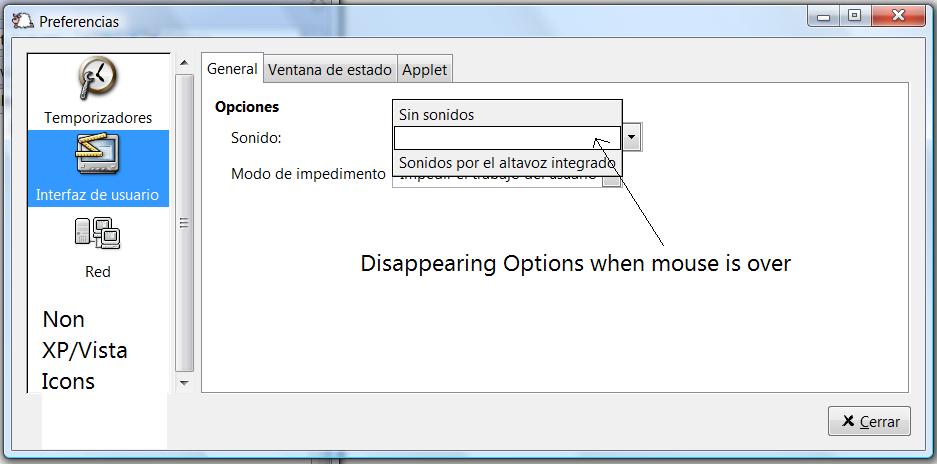 Preferencias
Temporizadores
Interfaz de usuario
Red
Non
XP/Vista
Icons
General
Ventana de estado
Applet
Opciones
Sonido:
Sin sonidos
Sonidos por el altavoz integrado
Modo de impedimento
Impedir el trabajo del usuario
Disappearing Options when mouse is over
Cerrar